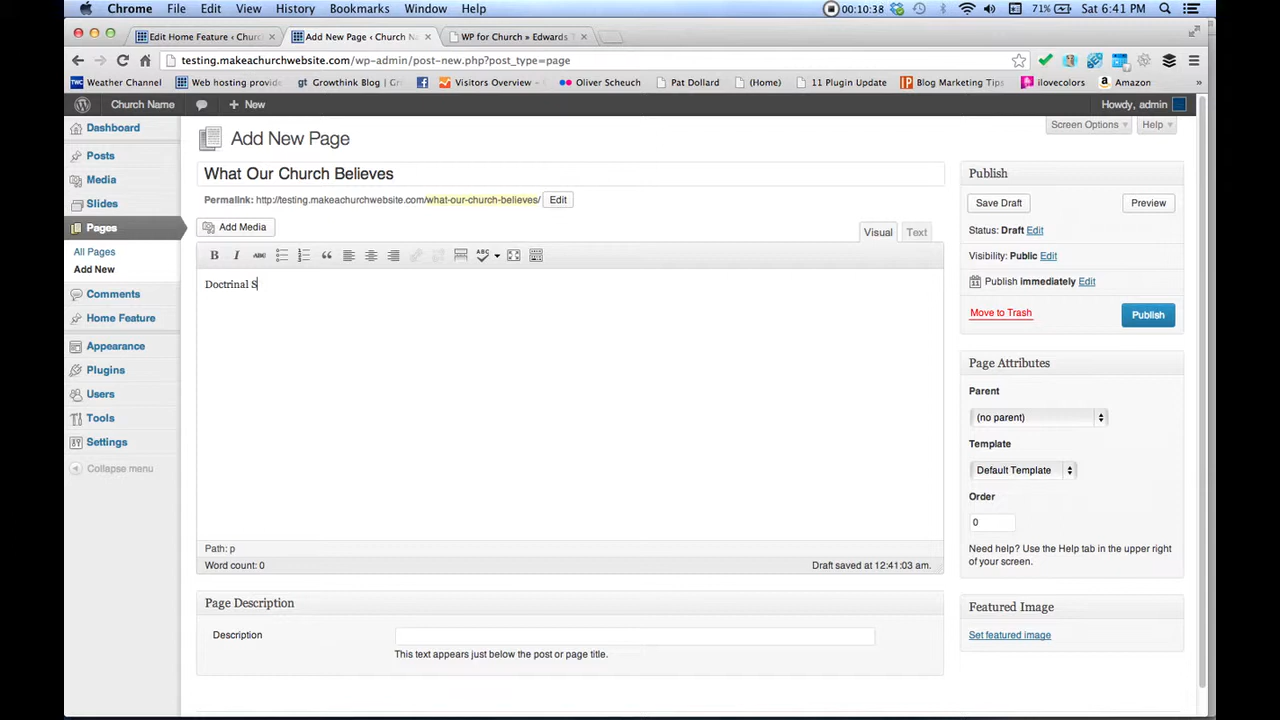 Chrome File Edit View History Bookmarks Window Help 00:10:38 71% Sat 6:41 PM
Edit Home Feature ‹ Churc × Add New Page ‹ Church Na × WP for Church » Edwards T ×
testing.makeachurchwebsite.com/wp-admin/post-new.php?post_type=page
Weather Channel Web hosting provider Visitors Overview – Growthink Blog | Gr Oliver Scheuch Pat Dollard (Home) 11 Plugin Update Blog Marketing Tips ilovecolors Amazon »
Church Name + New Howdy, admin
Screen Options Help
Dashboard
Posts
Media
Slides
Pages
All Pages
Add New
Comments
Home Feature
Appearance
Plugins
Users
Tools
Settings
Collapse menu
Add New Page
What Our Church Believes
Permalink: http://testing.makeachurchwebsite.com/what-our-church-believes/ Edit
Add Media
Visual Text
B I ABC “ ABC
Doctrinal S
Path: p
Word count: 0 Draft saved at 12:41:03 am.
Page Description
Description
This text appears just below the post or page title.
Publish
Save Draft Preview
Status: Draft Edit
Visibility: Public Edit
Publish immediately Edit
Move to Trash Publish
Page Attributes
Parent
(no parent)
Template
Default Template
Order
0
Need help? Use the Help tab in the upper right
of your screen.
Featured Image
Set featured image